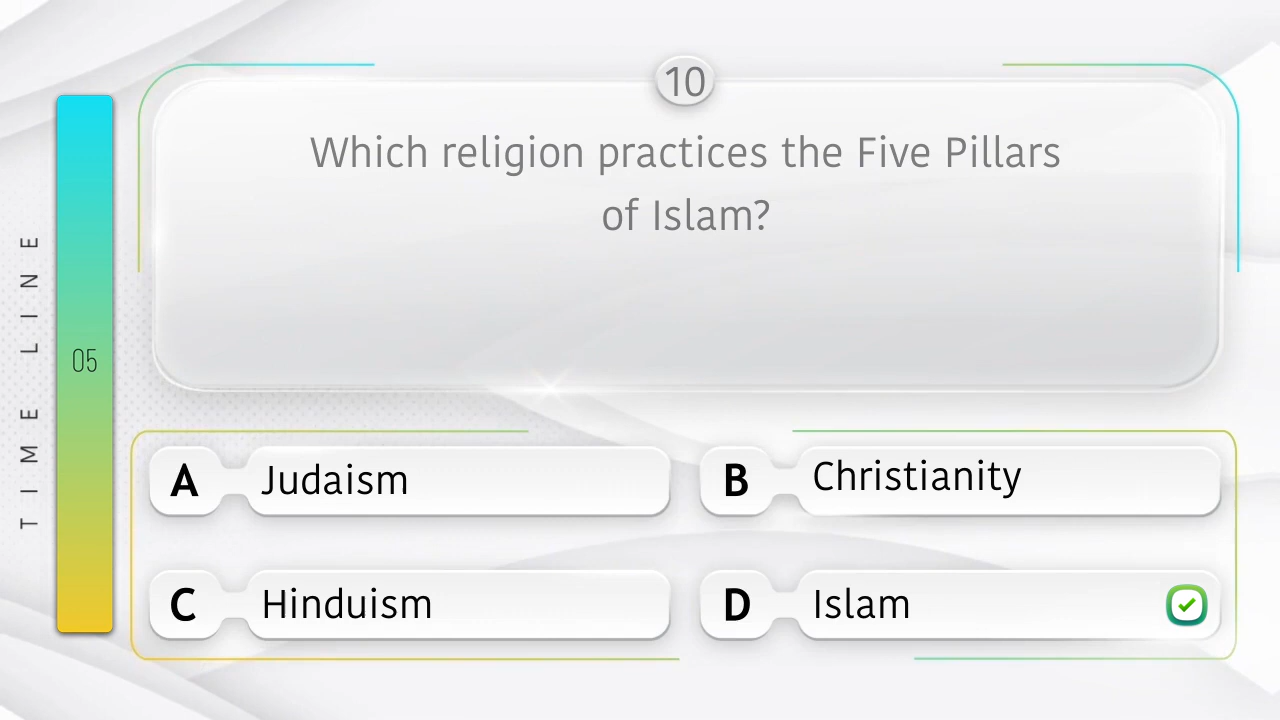 10
Which religion practices the Five Pillars
of Islam?
TIME LINE
05
A Judaism
B Christianity
C Hinduism
D Islam